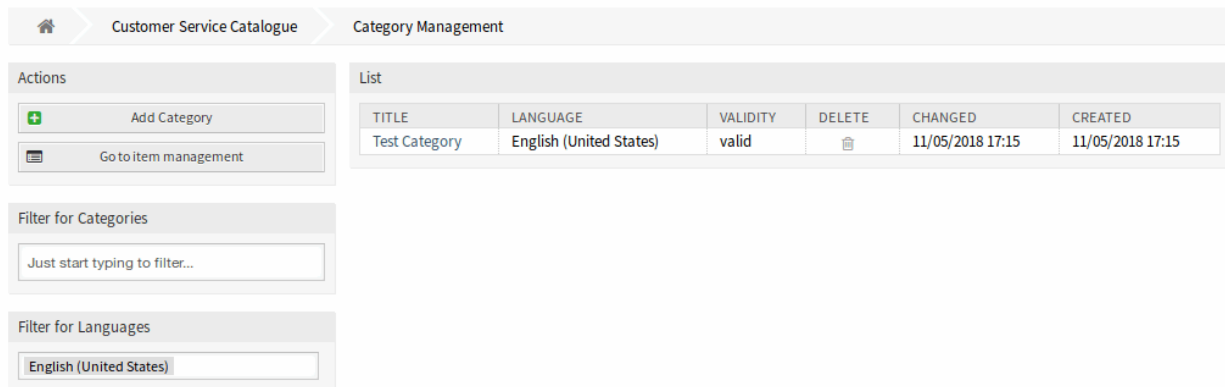 Customer Service Catalogue Category Management
Actions
Add Category
Go to item management
Filter for Categories
Just start typing to filter...
Filter for Languages
English (United States)
List
TITLE LANGUAGE VALIDITY DELETE CHANGED CREATED
Test Category English (United States) valid 11/05/2018 17:15 11/05/2018 17:15